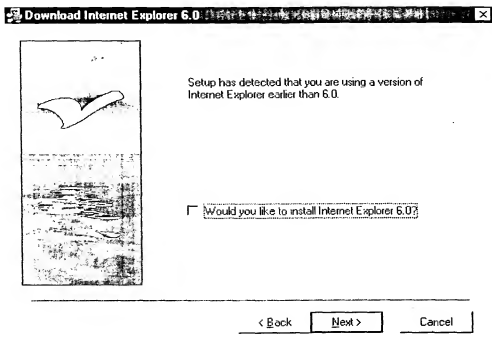 Download Internet Explorer 6.0
Setup has detected that you are using a version of
Internet Explorer earlier than 6.0.
Would you like to install Internet Explorer 6.0?
< Back Next > Cancel